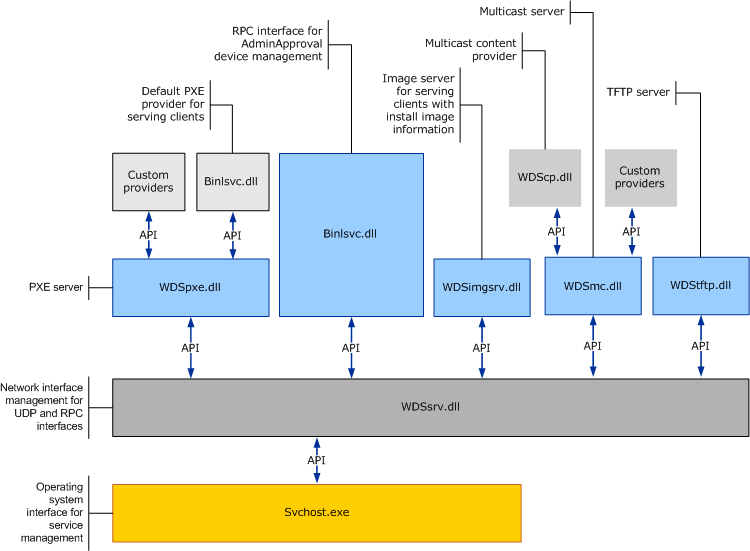 Multicast server
RPC interface for
AdminApproval
device management
Multicast content
provider
Image server
for serving
clients with
install image
information
Default PXE
provider for
serving clients
TFTP server
Custom
providers
Binlsvc.dll
Binlsvc.dll
WDScp.dll
Custom
providers
API
API
API
API
PXE server
WDSpxe.dll
WDSimgsrv.dll
WDSmc.dll
WDStftp.dll
API
API
API
API
API
Network interface
management for
UDP and RPC
interfaces
WDSsrv.dll
API
Operating
system
interface for
service
management
Svchost.exe